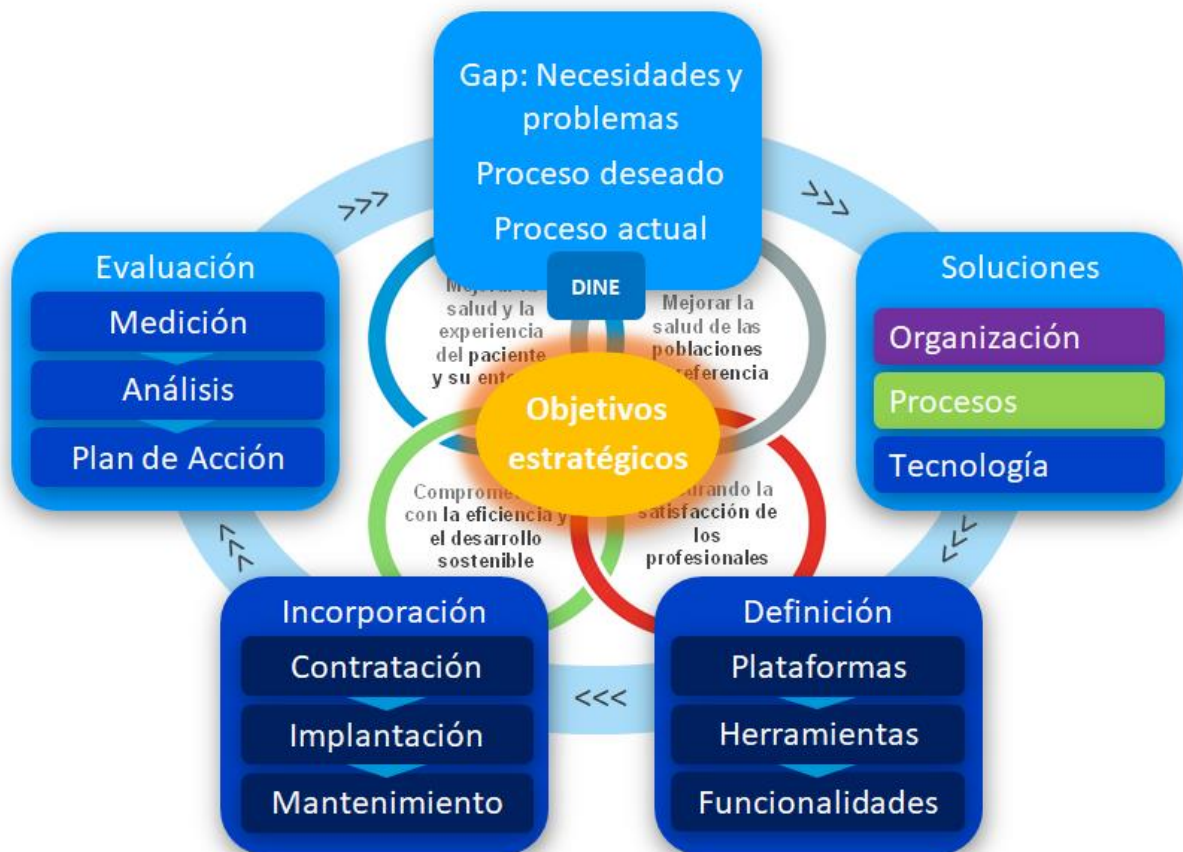 Gap: Necesidades y
problemas
Proceso deseado
Proceso actual
DINE
>>>
>>>
Evaluación
Medición
Análisis
Plan de Acción
Soluciones
Organización
Procesos
Tecnología
salud y la
experiencia
del paciente
y su
Mejorar la
salud de las
poblaciones
Objetivos
estratégicos
con la eficiencia y
el desarrollo
sostenible
la
satisfacción de
los
profesionales
>>>
>>>
Incorporación
Contratación
Implantación
Mantenimiento
<<<
Definición
Plataformas
Herramientas
Funcionalidades